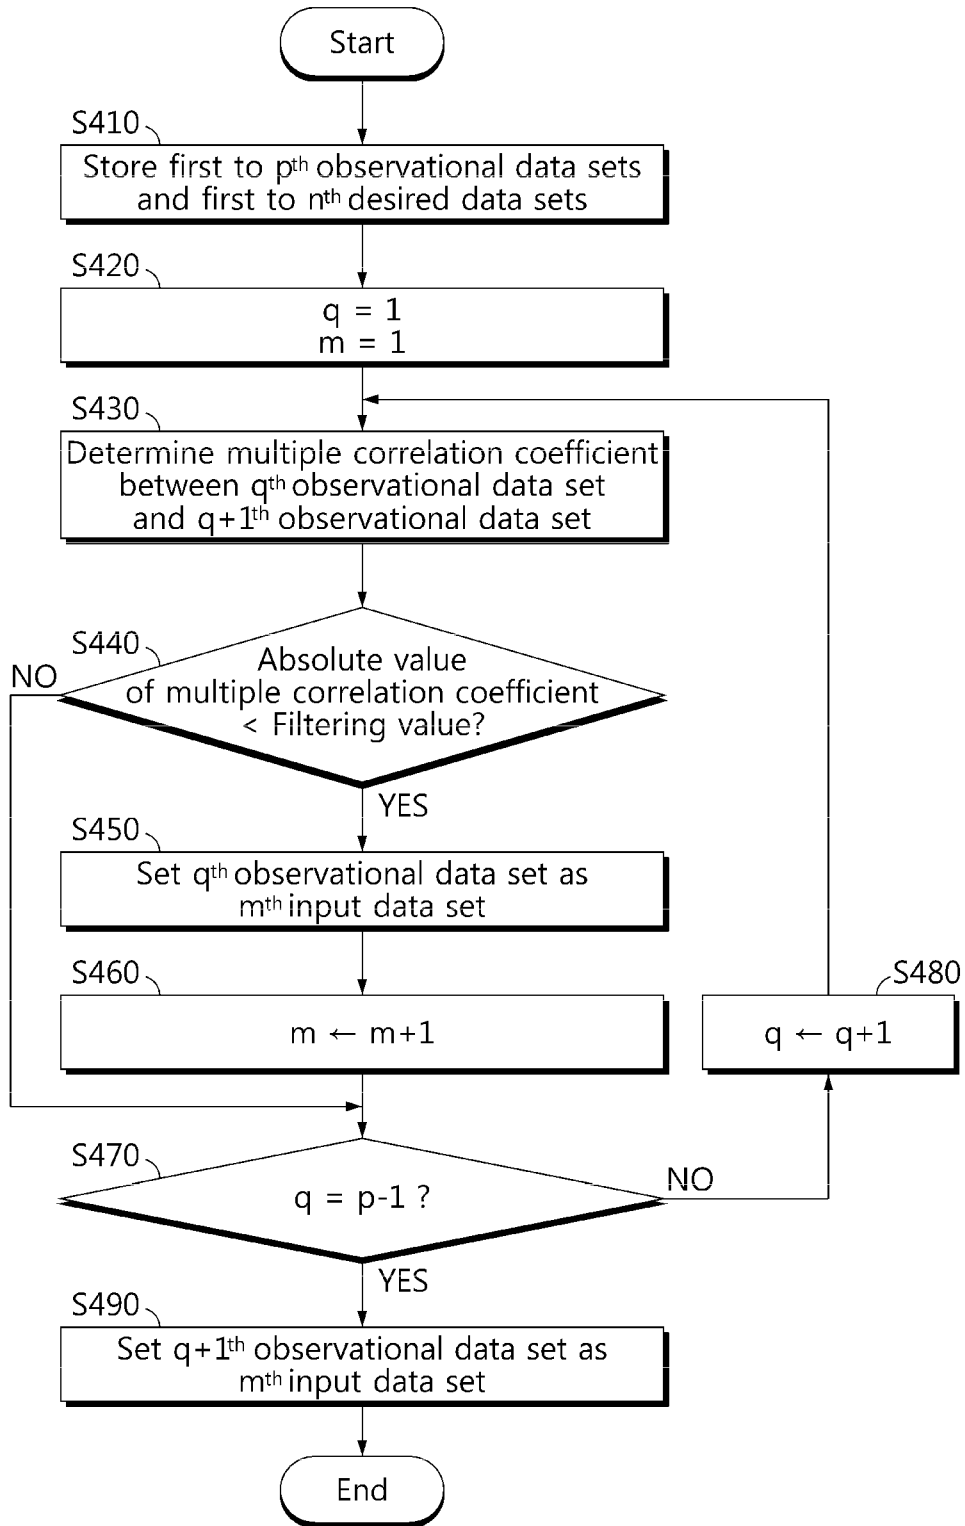 Start
S410
Store first to pth observational data sets
and first to nth desired data sets
S420
q = 1
m = 1
S430
Determine multiple correlation coefficient
between qth observational data set
and q+1th observational data set
S440
NO
Absolute value
of multiple correlation coefficient
< Filtering value?
YES
S450
Set qth observational data set as
mth input data set
S460
m ← m+1
S480
q ← q+1
S470
q = p-1 ?
NO
YES
S490
Set q+1th observational data set as
mth input data set
End